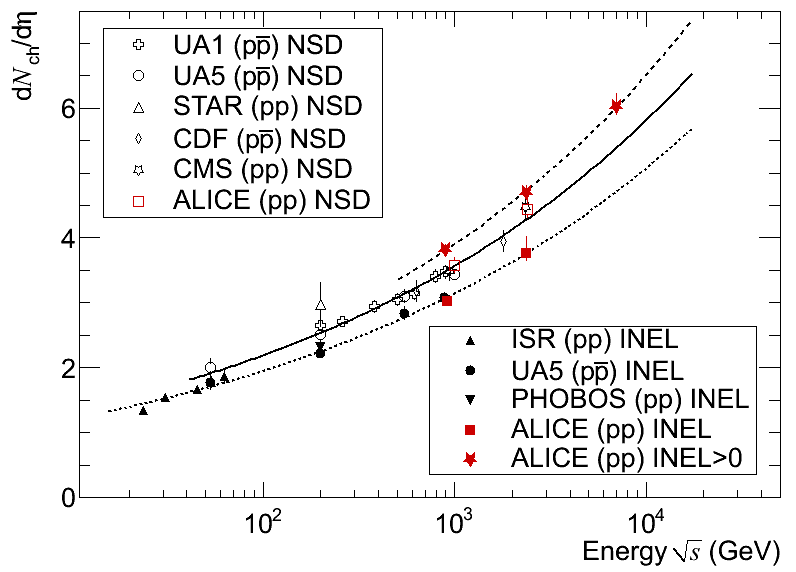 dNch/dη
6
4
2
0
UA1 (pp̅) NSD
UA5 (pp̅) NSD
STAR (pp) NSD
CDF (pp̅) NSD
CMS (pp) NSD
ALICE (pp) NSD
ISR (pp) INEL
UA5 (pp̅) INEL
PHOBOS (pp) INEL
ALICE (pp) INEL
ALICE (pp) INEL>0
10² 10³ 10⁴
Energy √s (GeV)